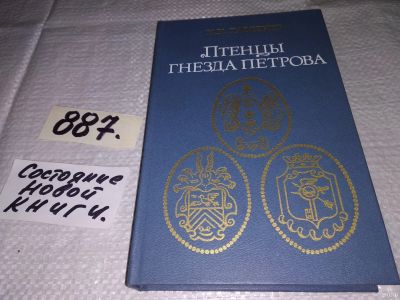 ПТЕНЦЫ
ГНЕЗДА ПЕТРОВА
887.
Состояние
новой
книги.